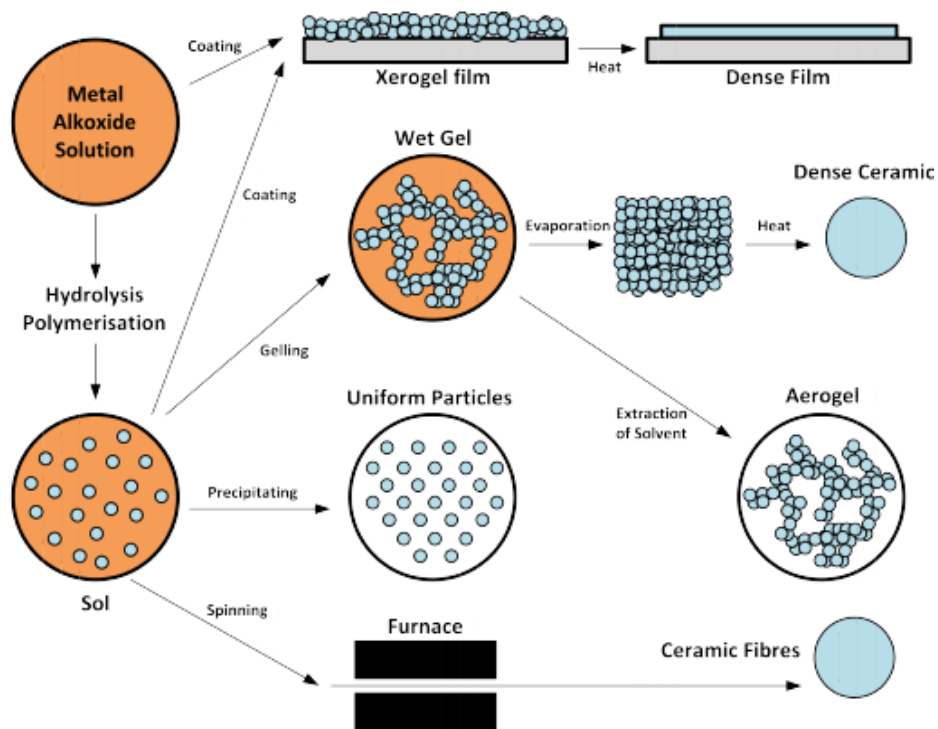 Coating
Xerogel film
Heat
Dense Film
Metal
Alkoxide
Solution
Coating
Wet Gel
Evaporation
Heat
Dense Ceramic
Hydrolysis
Polymerisation
Gelling
Extraction
of Solvent
Aerogel
Uniform Particles
Precipitating
Sol
Spinning
Furnace
Ceramic Fibres